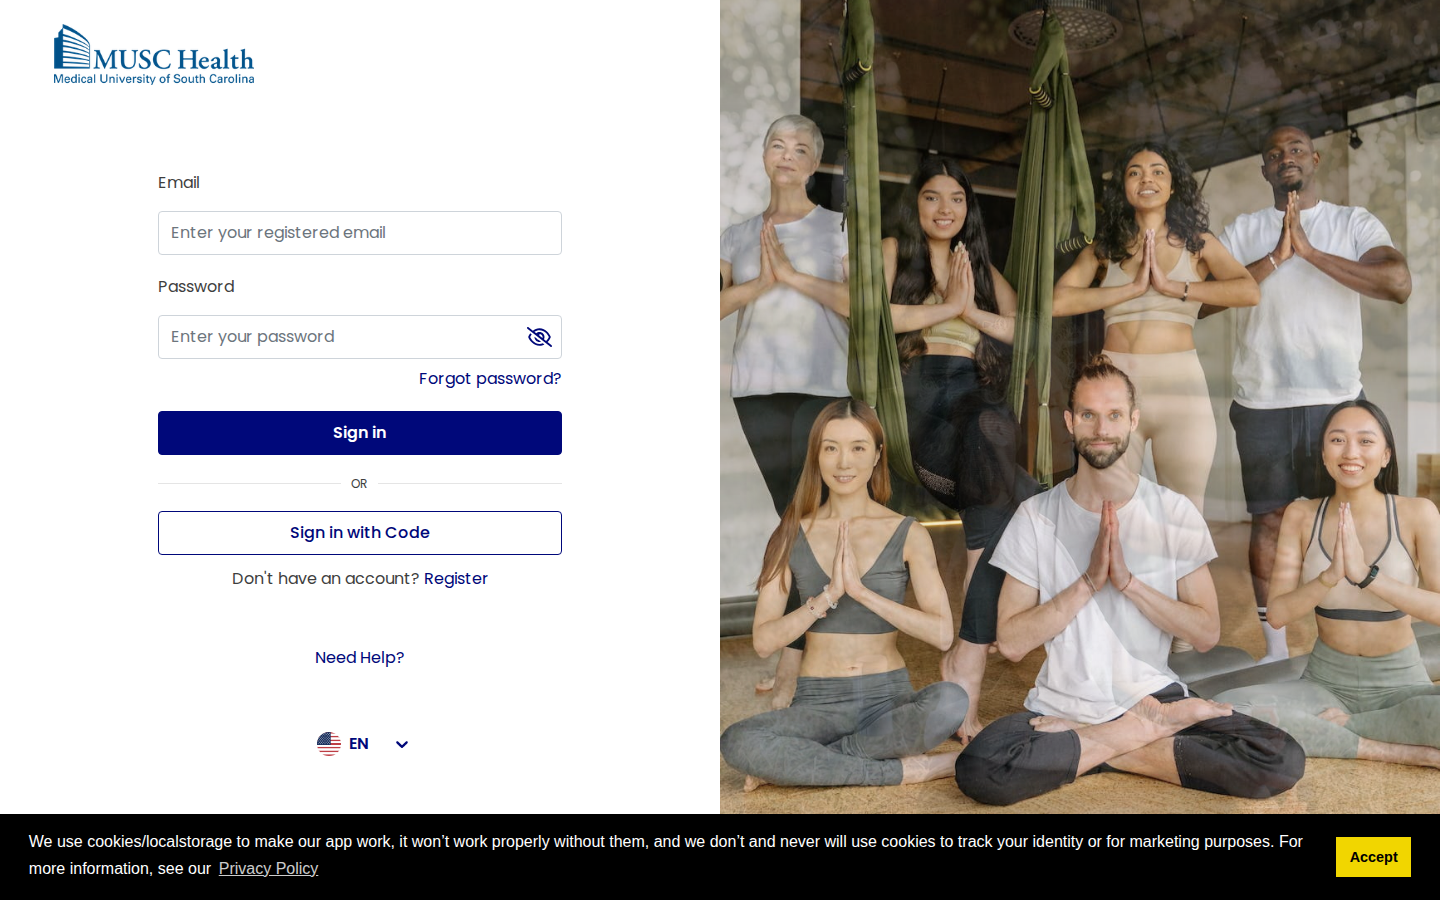 MUSC Health
Medical University of South Carolina
Email
Enter your registered email
Password
Enter your password
Forgot password?
Sign in
OR
Sign in with Code
Don't have an account? Register
Need Help?
EN
We use cookies/localstorage to make our app work, it won’t work properly without them, and we don’t and never will use cookies to track your identity or for marketing purposes. For
more information, see our Privacy Policy
Accept